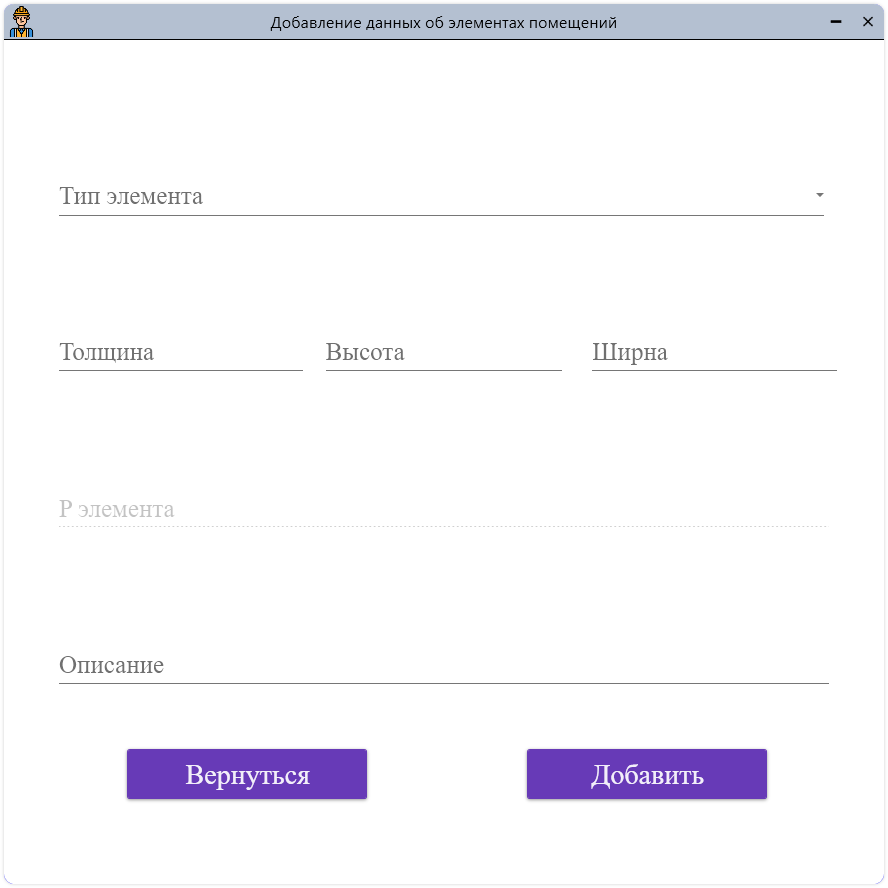 Добавление данных об элементах помещений
Тип элемента
Толщина Высота Ширна
P элемента
Описание
Вернуться Добавить